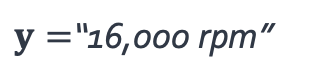 y = "16,000 rpm"